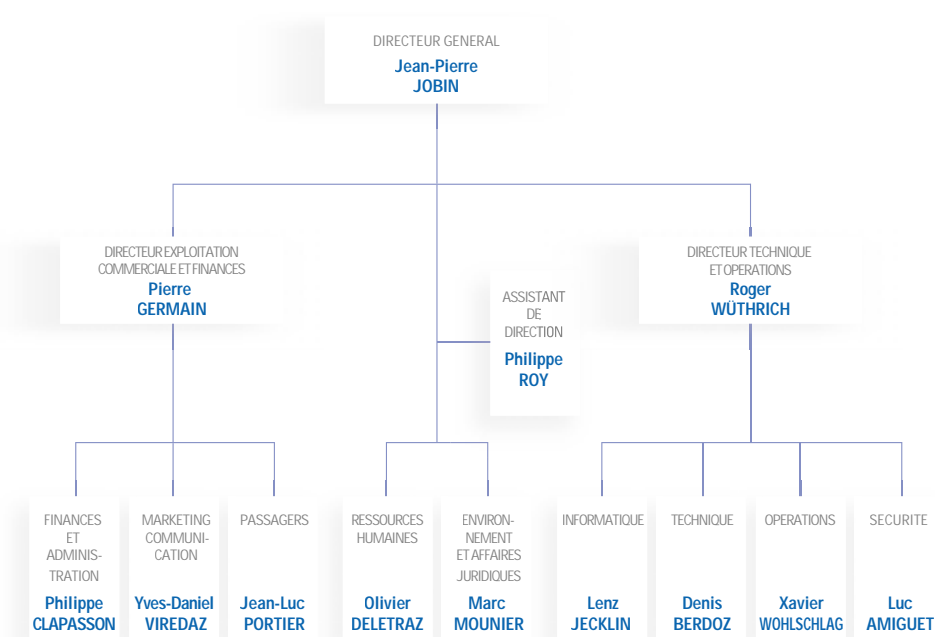 DIRECTEUR GENERAL
Jean-Pierre
JOBIN
DIRECTEUR EXPLOITATION
COMMERCIALE ET FINANCES
Pierre
GERMAIN
DIRECTEUR TECHNIQUE
ET OPERATIONS
Roger
WÜTHRICH
ASSISTANT
DE
DIRECTION
Philippe
ROY
FINANCES
ET
ADMINIS-
TRATION
Philippe
CLAPASSON
MARKETING
COMMUNI-
CATION
Yves-Daniel
VIREDAZ
PASSAGERS
Jean-Luc
PORTIER
RESSOURCES
HUMAINES
Olivier
DELETRAZ
ENVIRON-
NEMENT
ET AFFAIRES
JURIDIQUES
Marc
MOUNIER
INFORMATIQUE
Lenz
JECKLIN
TECHNIQUE
Denis
BERDOZ
OPERATIONS
Xavier
WOHLSCHLAG
SECURITE
Luc
AMIGUET